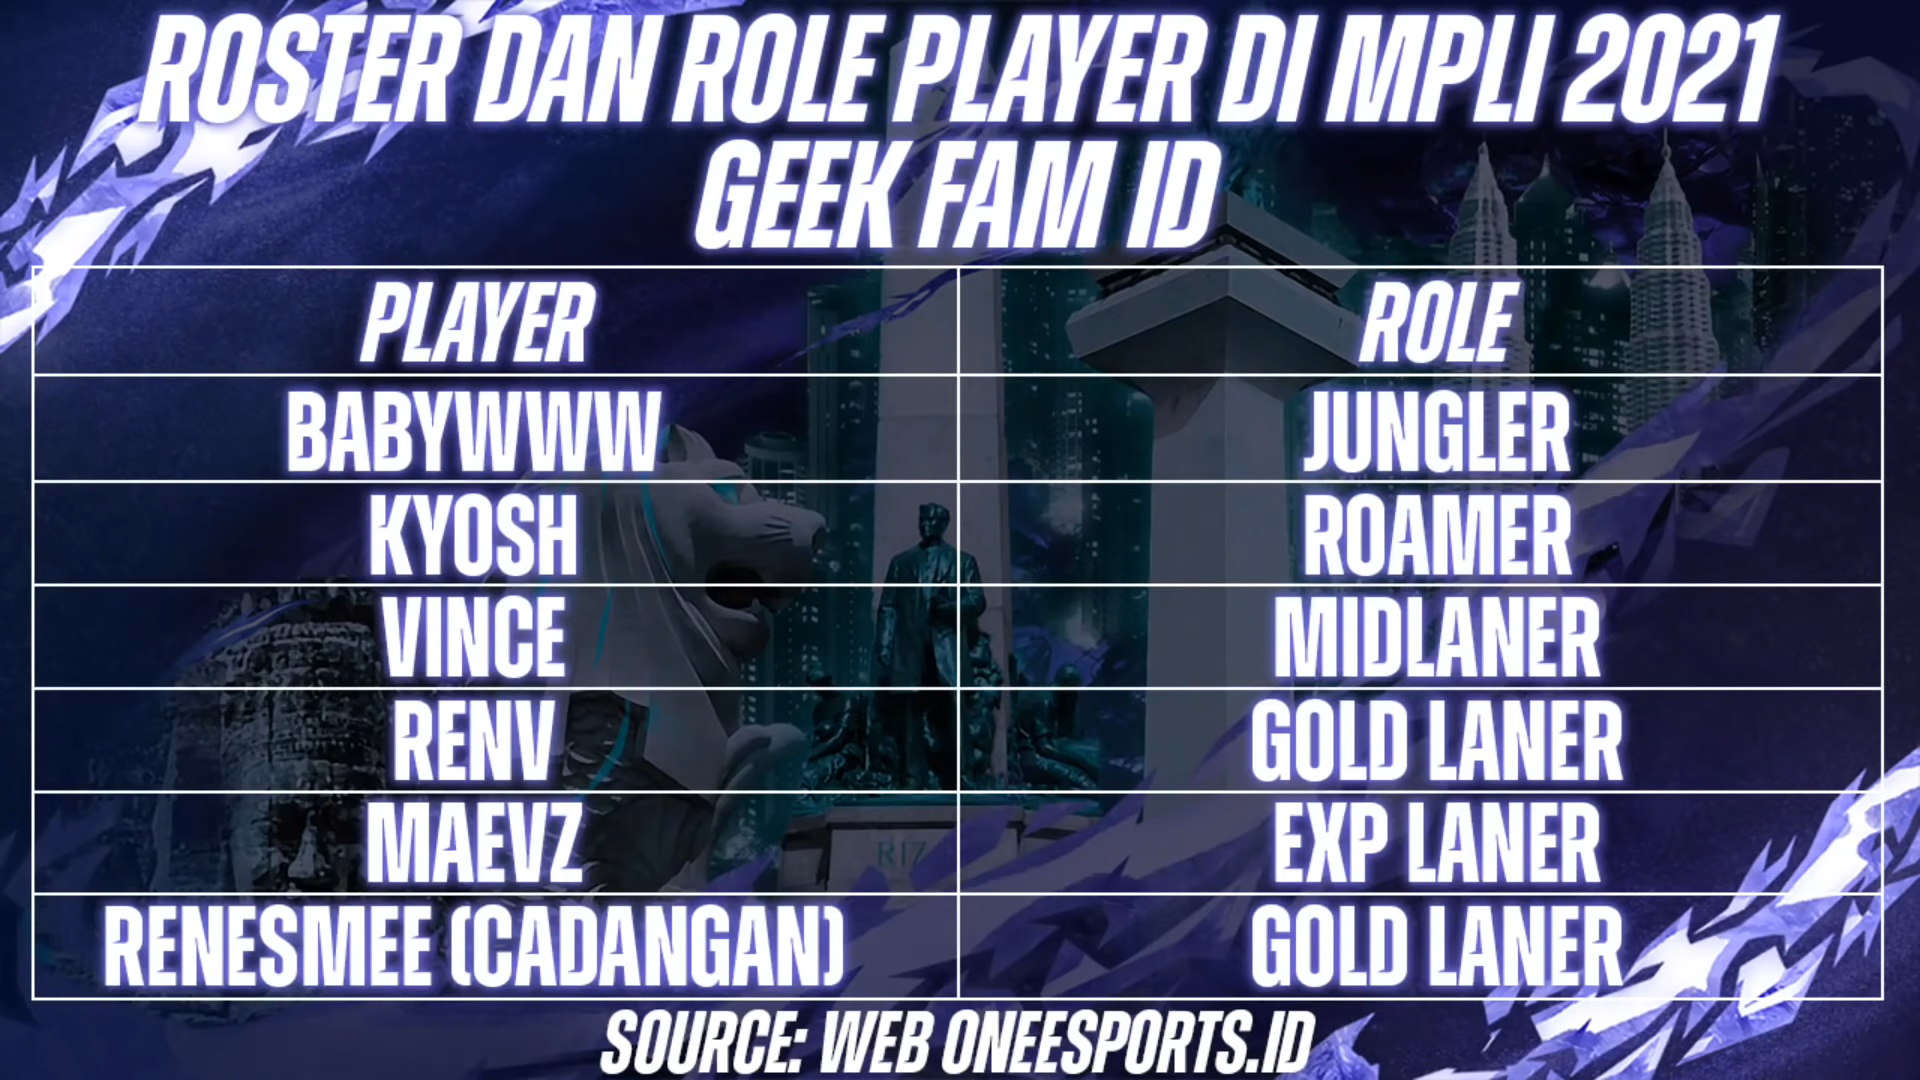 ROSTER DAN ROLE PLAYER DI MPLI 2021
GEEK FAM ID
PLAYER ROLE
BABYWWW JUNGLER
KYOSH ROAMER
VINCE MIDLANER
RENV GOLD LANER
MAEVZ EXP LANER
RENESMEE (CADANGAN) GOLD LANER
RIZ
SOURCE: WEB ONEESPORTS.ID